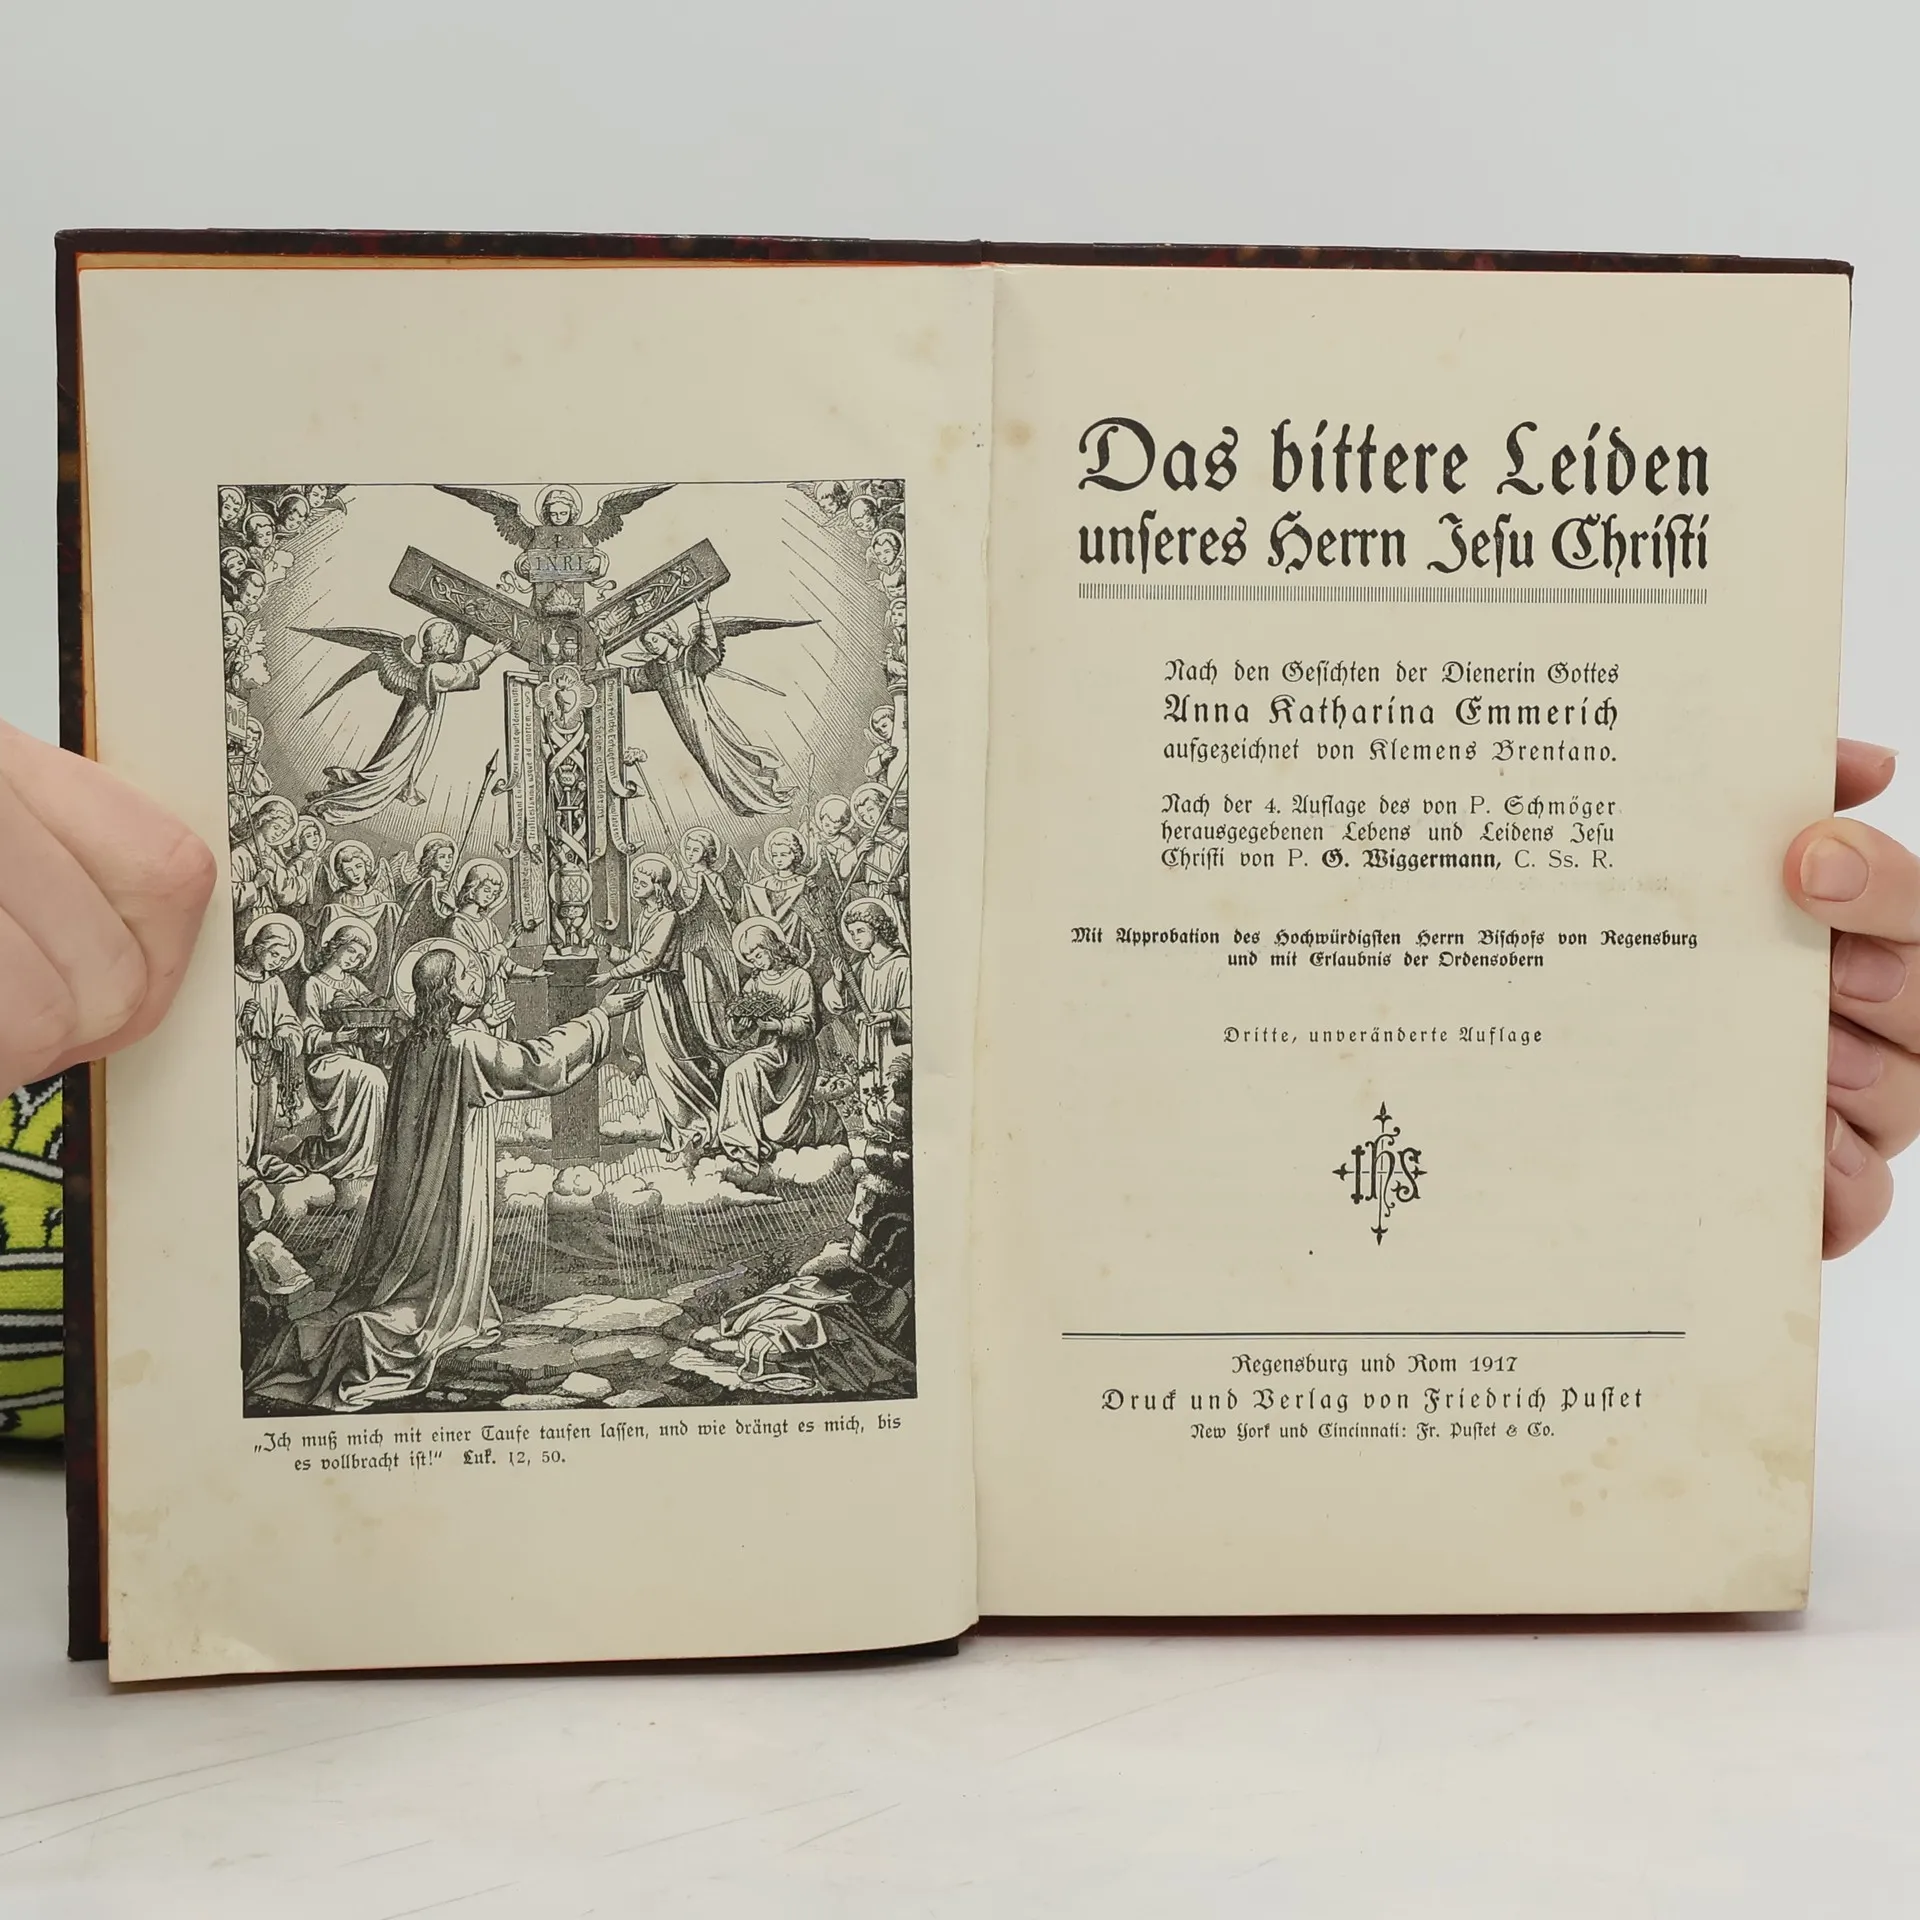 I.N.R.I.
„Ich muß mich mit einer Taufe taufen lassen, und wie drängt es mich, bis
es vollbracht ist!“ Luk. 12, 50.
Das bittere Leiden
unseres Herrn Jesu Christi
Nach den Gesichten der Dienerin Gottes
Anna Katharina Emmerich
aufgezeichnet von Klemens Brentano.
Nach der 4. Auflage des von P. Schmöger
herausgegebenen Lebens und Leidens Jesu
Christi von P. G. Wiggermann, C. Ss. R.
Mit Approbation des Hochwürdigsten Herrn Bischofs von Regensburg
und mit Erlaubnis der Ordensobern
Dritte, unveränderte Auflage
ihs
Regensburg und Rom 1917
Druck und Verlag von Friedrich Pustet
New York und Cincinnati: Fr. Pustet & Co.